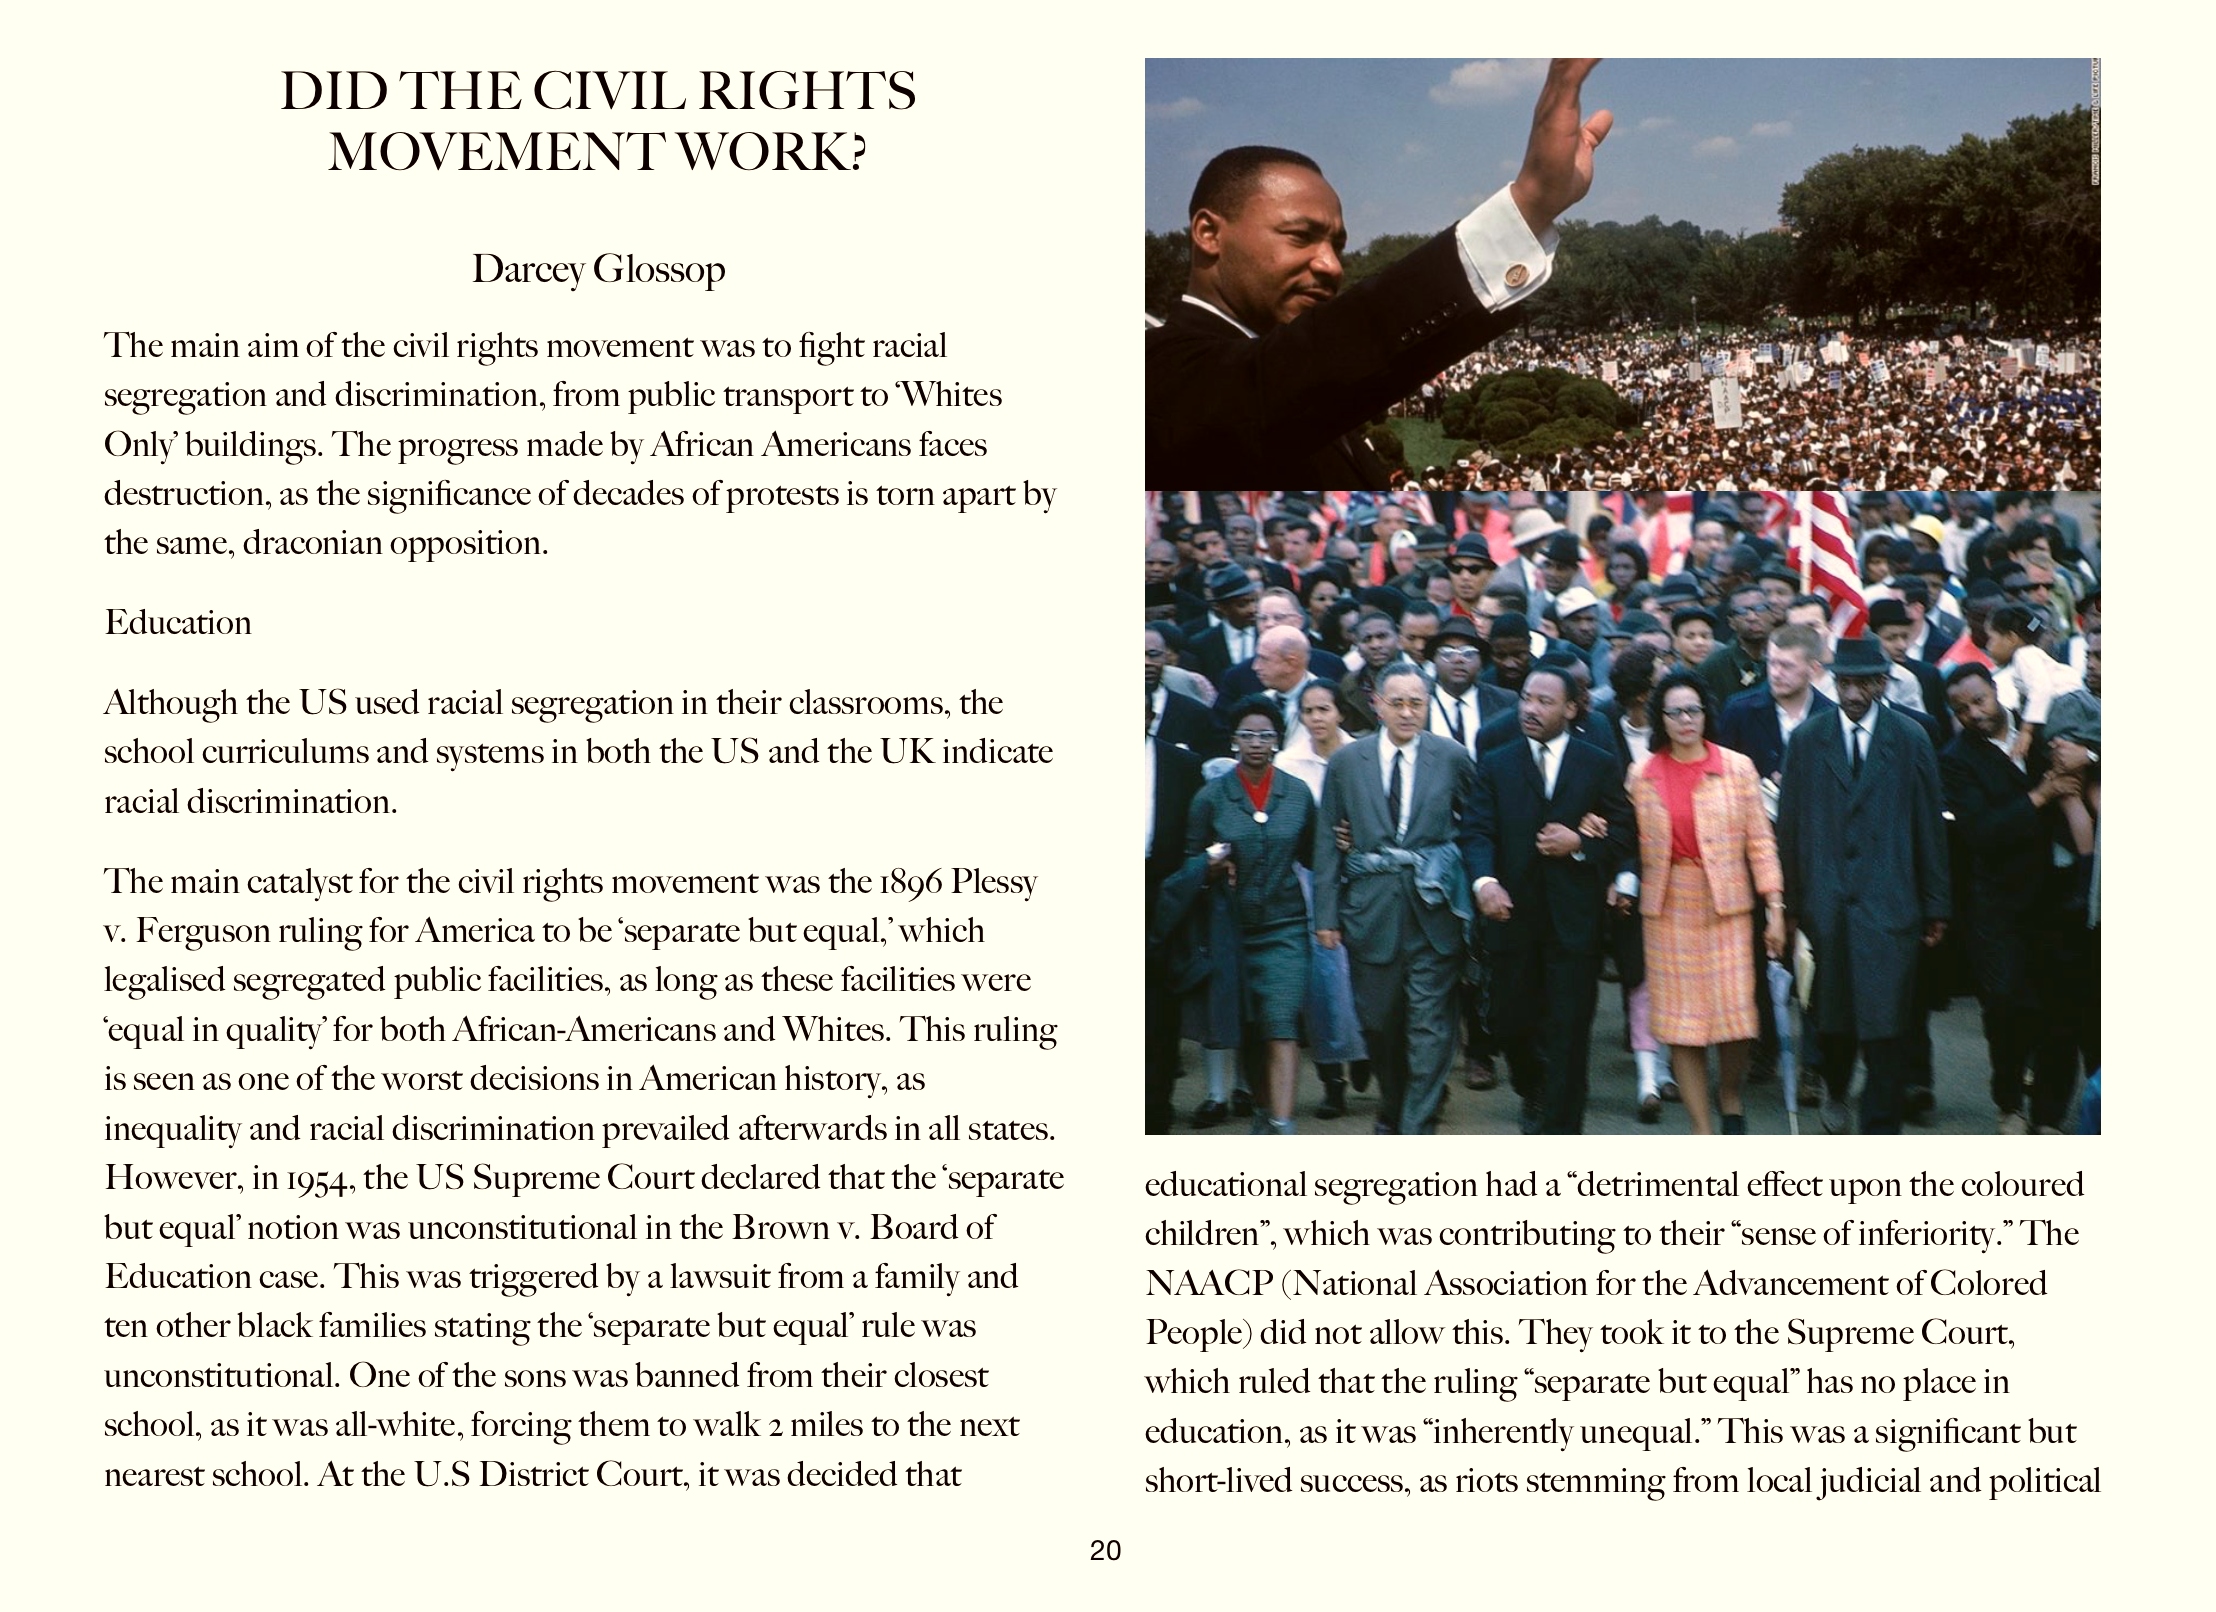 DID THE CIVIL RIGHTS
MOVEMENT WORK?
Darcey Glossop
The main aim of the civil rights movement was to fight racial
segregation and discrimination, from public transport to ‘Whites
Only’ buildings. The progress made by African Americans faces
destruction, as the significance of decades of protests is torn apart by
the same, draconian opposition.
Education
Although the US used racial segregation in their classrooms, the
school curriculums and systems in both the US and the UK indicate
racial discrimination.
The main catalyst for the civil rights movement was the 1896 Plessy
v. Ferguson ruling for America to be ‘separate but equal,’ which
legalised segregated public facilities, as long as these facilities were
‘equal in quality’ for both African-Americans and Whites. This ruling
is seen as one of the worst decisions in American history, as
inequality and racial discrimination prevailed afterwards in all states.
However, in 1954, the US Supreme Court declared that the ‘separate
but equal’ notion was unconstitutional in the Brown v. Board of
Education case. This was triggered by a lawsuit from a family and
ten other black families stating the ‘separate but equal’ rule was
unconstitutional. One of the sons was banned from their closest
school, as it was all-white, forcing them to walk 2 miles to the next
nearest school. At the U.S District Court, it was decided that
educational segregation had a “detrimental effect upon the coloured
children”, which was contributing to their “sense of inferiority.” The
NAACP (National Association for the Advancement of Colored
People) did not allow this. They took it to the Supreme Court,
which ruled that the ruling “separate but equal” has no place in
education, as it was “inherently unequal.” This was a significant but
short-lived success, as riots stemming from local judicial and political
20